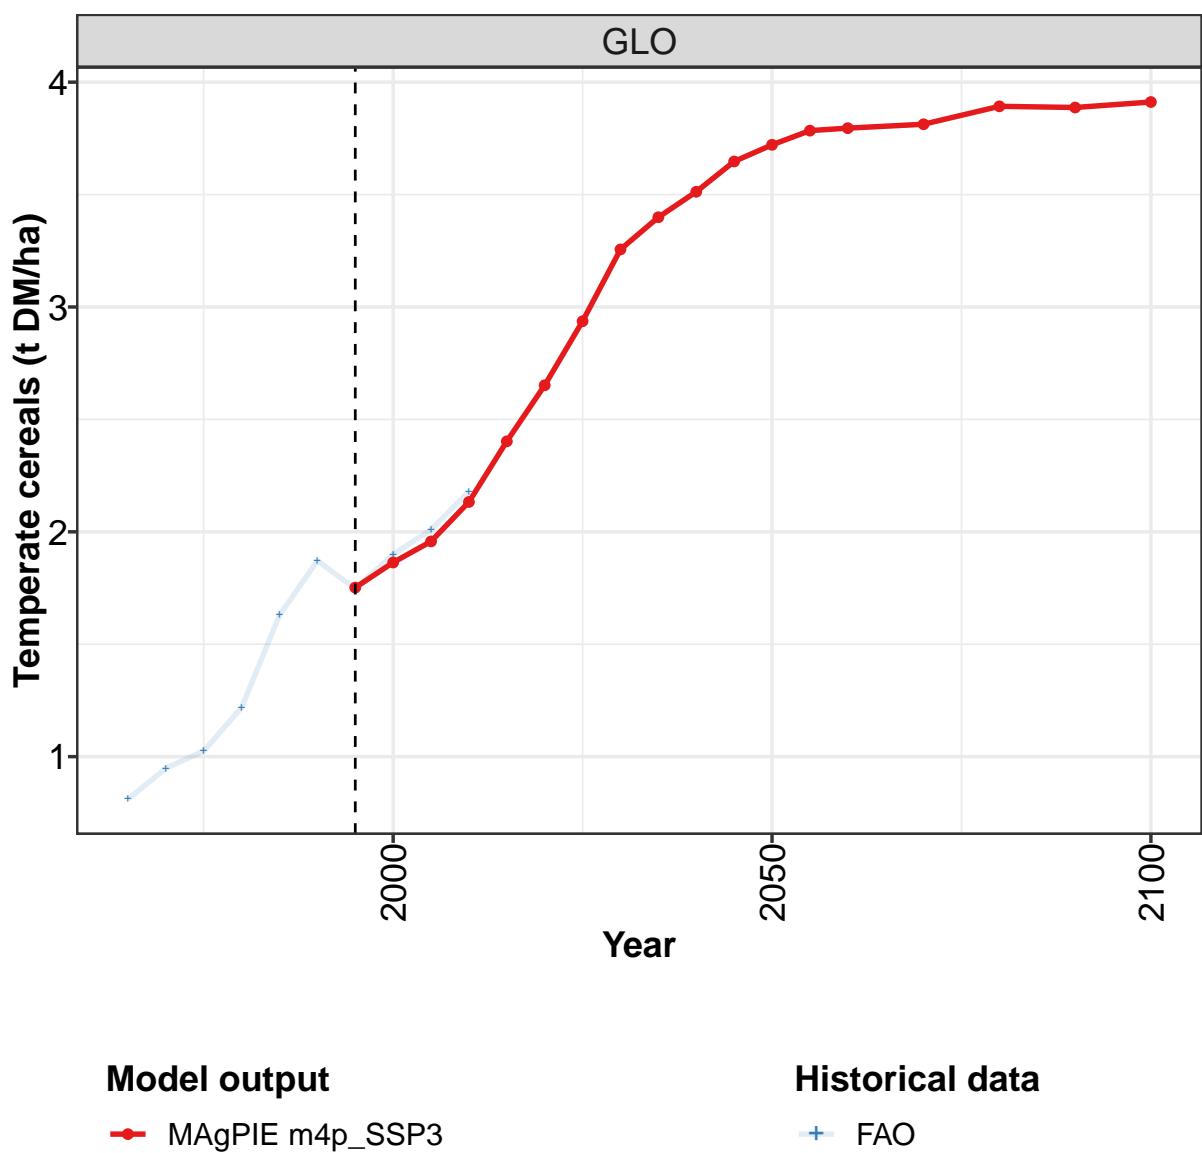 GLO
Temperate cereals (t DM/ha)
4
3
2
1
2000
2050
2100
Year
Model output
MAgPIE m4p_SSP3
Historical data
FAO